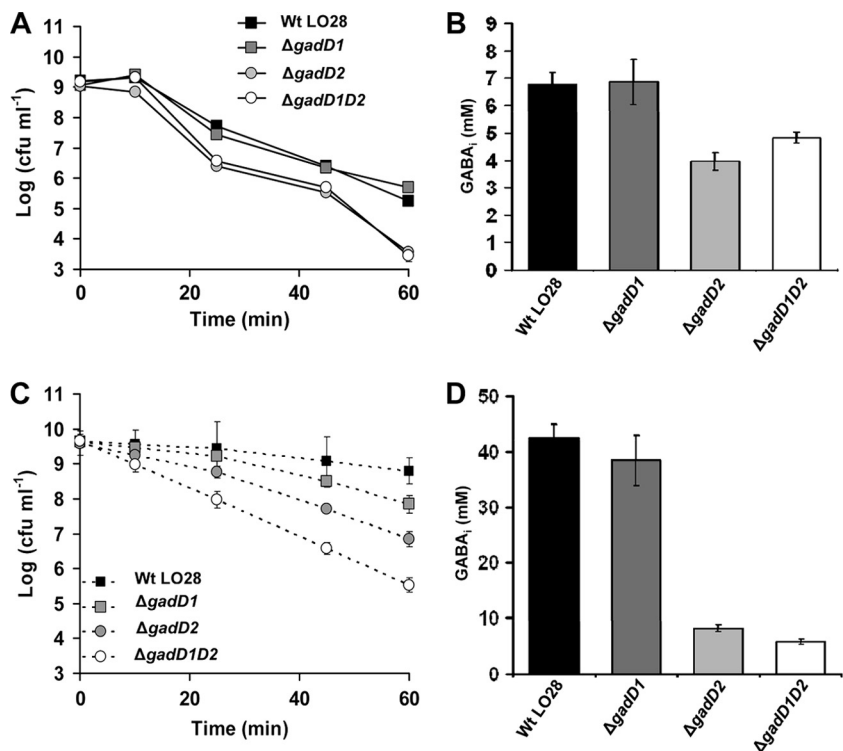 A
Log (cfu ml⁻¹)
11
10
9
8
7
6
5
4
3
0
20
40
60
Time (min)
Wt LO28
ΔgadD1
ΔgadD2
ΔgadD1D2
B
GABAᵢ (mM)
9
8
7
6
5
4
3
2
1
0
Wt LO28
ΔgadD1
ΔgadD2
ΔgadD1D2
C
Log (cfu ml⁻¹)
11
10
9
8
7
6
5
4
3
Wt LO28
ΔgadD1
ΔgadD2
ΔgadD1D2
0
20
40
60
Time (min)
D
GABAᵢ (mM)
50
40
30
20
10
0
Wt LO28
ΔgadD1
ΔgadD2
ΔgadD1D2